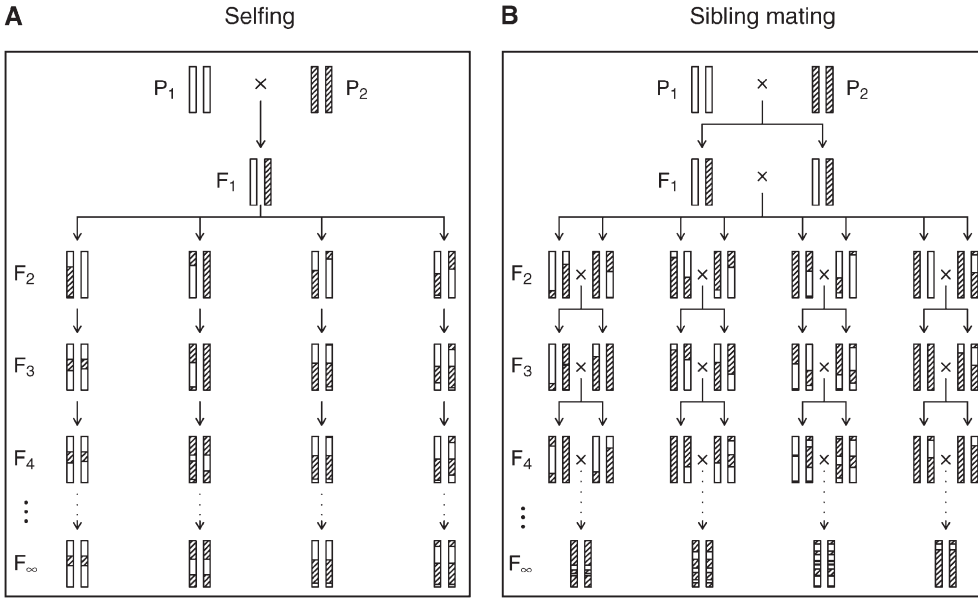 A Selfing
P₁ × P₂
F₁
F₂
F₃
F₄
⋮
F∞
B Sibling mating
P₁ × P₂
F₁ ×
F₂ × × × ×
F₃ × × × ×
F₄ × × × ×
⋮
F∞